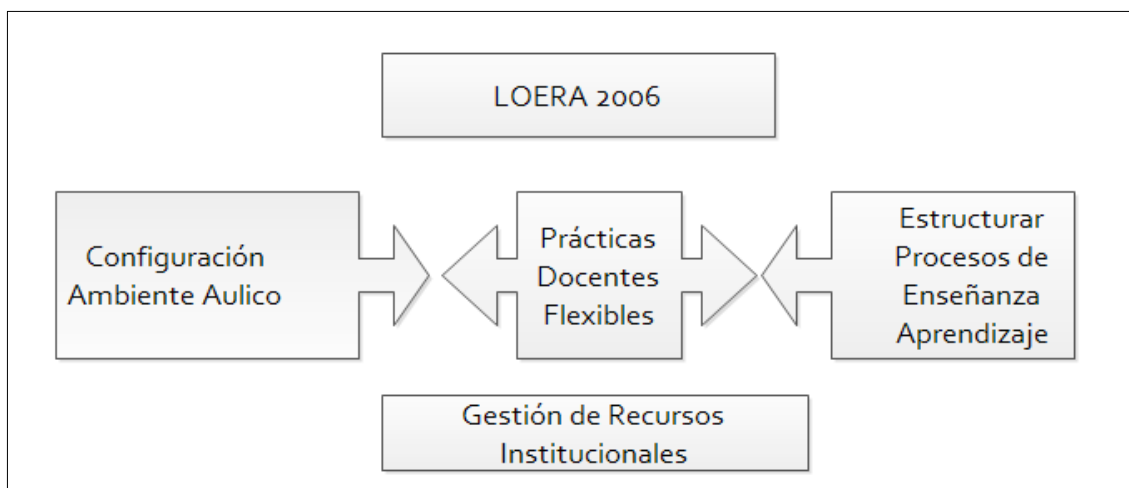 LOERA 2006
Configuración
Ambiente Aulico
Prácticas
Docentes
Flexibles
Estructurar
Procesos de
Enseñanza
Aprendizaje
Gestión de Recursos
Institucionales